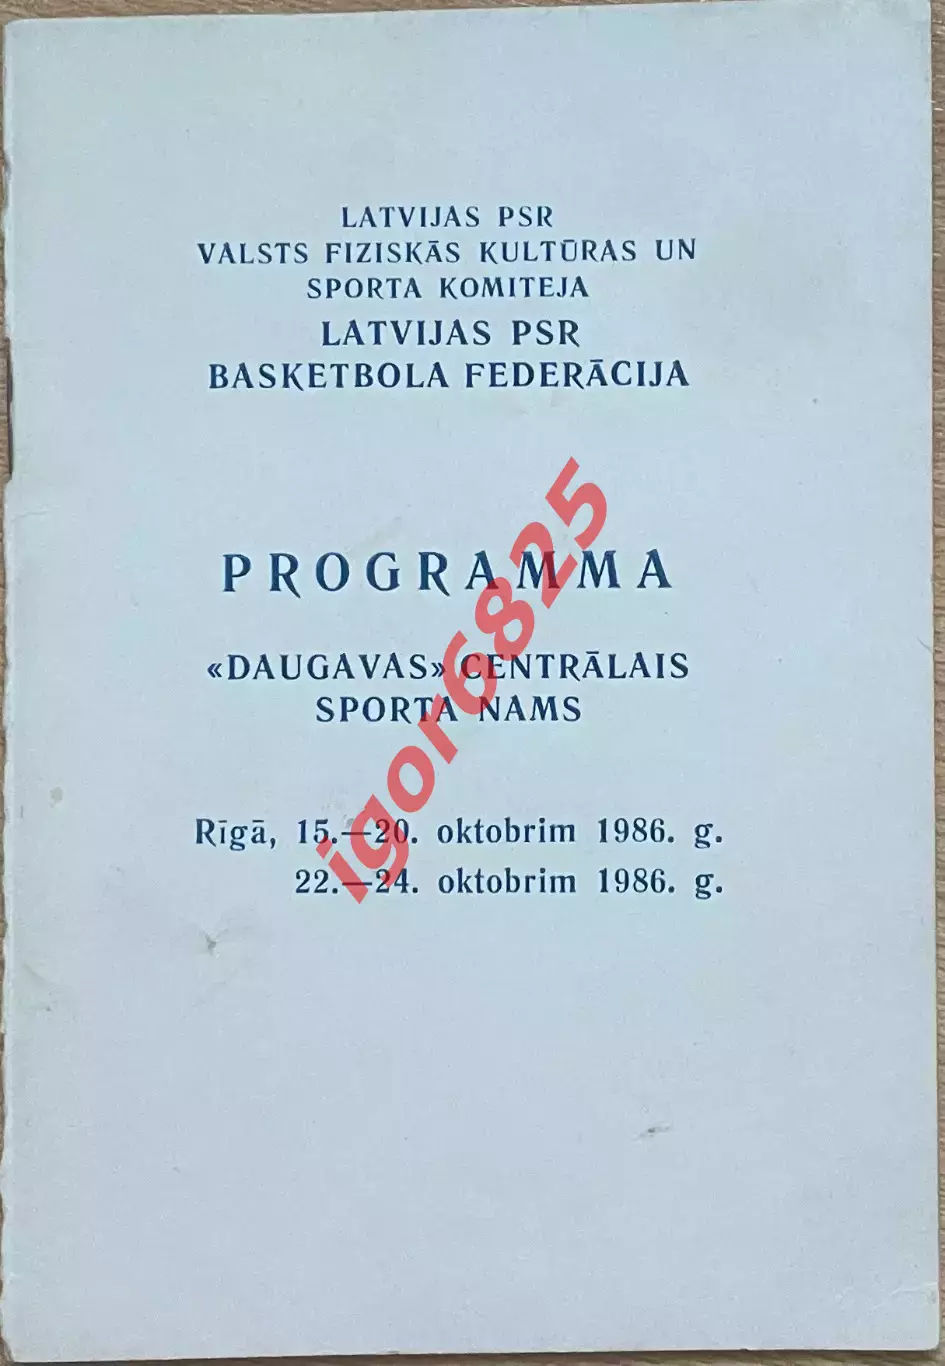 LATVIJAS PSR
VALSTS FIZISKĀS KULTŪRAS UN
SPORTA KOMITEJA
LATVIJAS PSR
BASKETBOLA FEDERĀCIJA
PROGRAMMA
«DAUGAVAS» CENTRĀLAIS
SPORTA NAMS
Rīgā, 15.—20. oktobrim 1986. g.
22.—24. oktobrim 1986. g.
igor6825